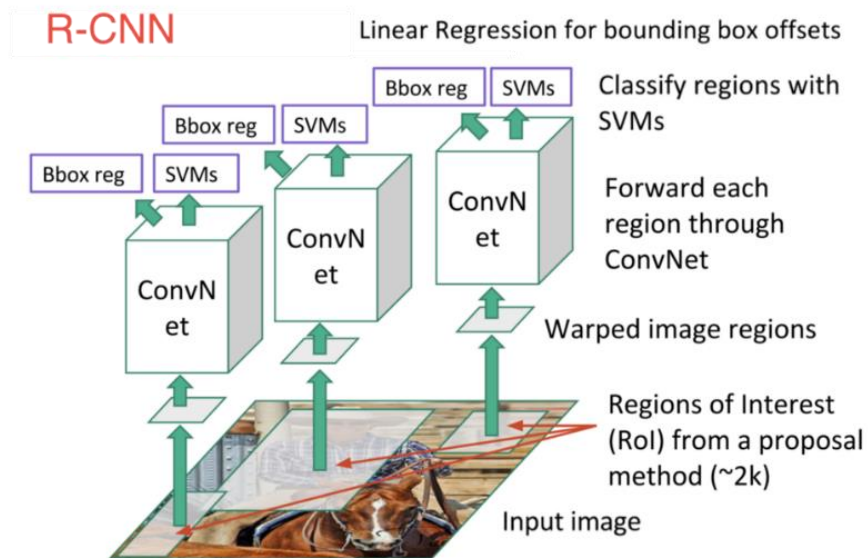 R-CNN
Linear Regression for bounding box offsets
Bbox reg
SVMs
Classify regions with
SVMs
Bbox reg
SVMs
Bbox reg
SVMs
Forward each
region through
ConvNet
ConvN
et
ConvN
et
ConvN
et
Warped image regions
Regions of Interest
(RoI) from a proposal
method (~2k)
Input image